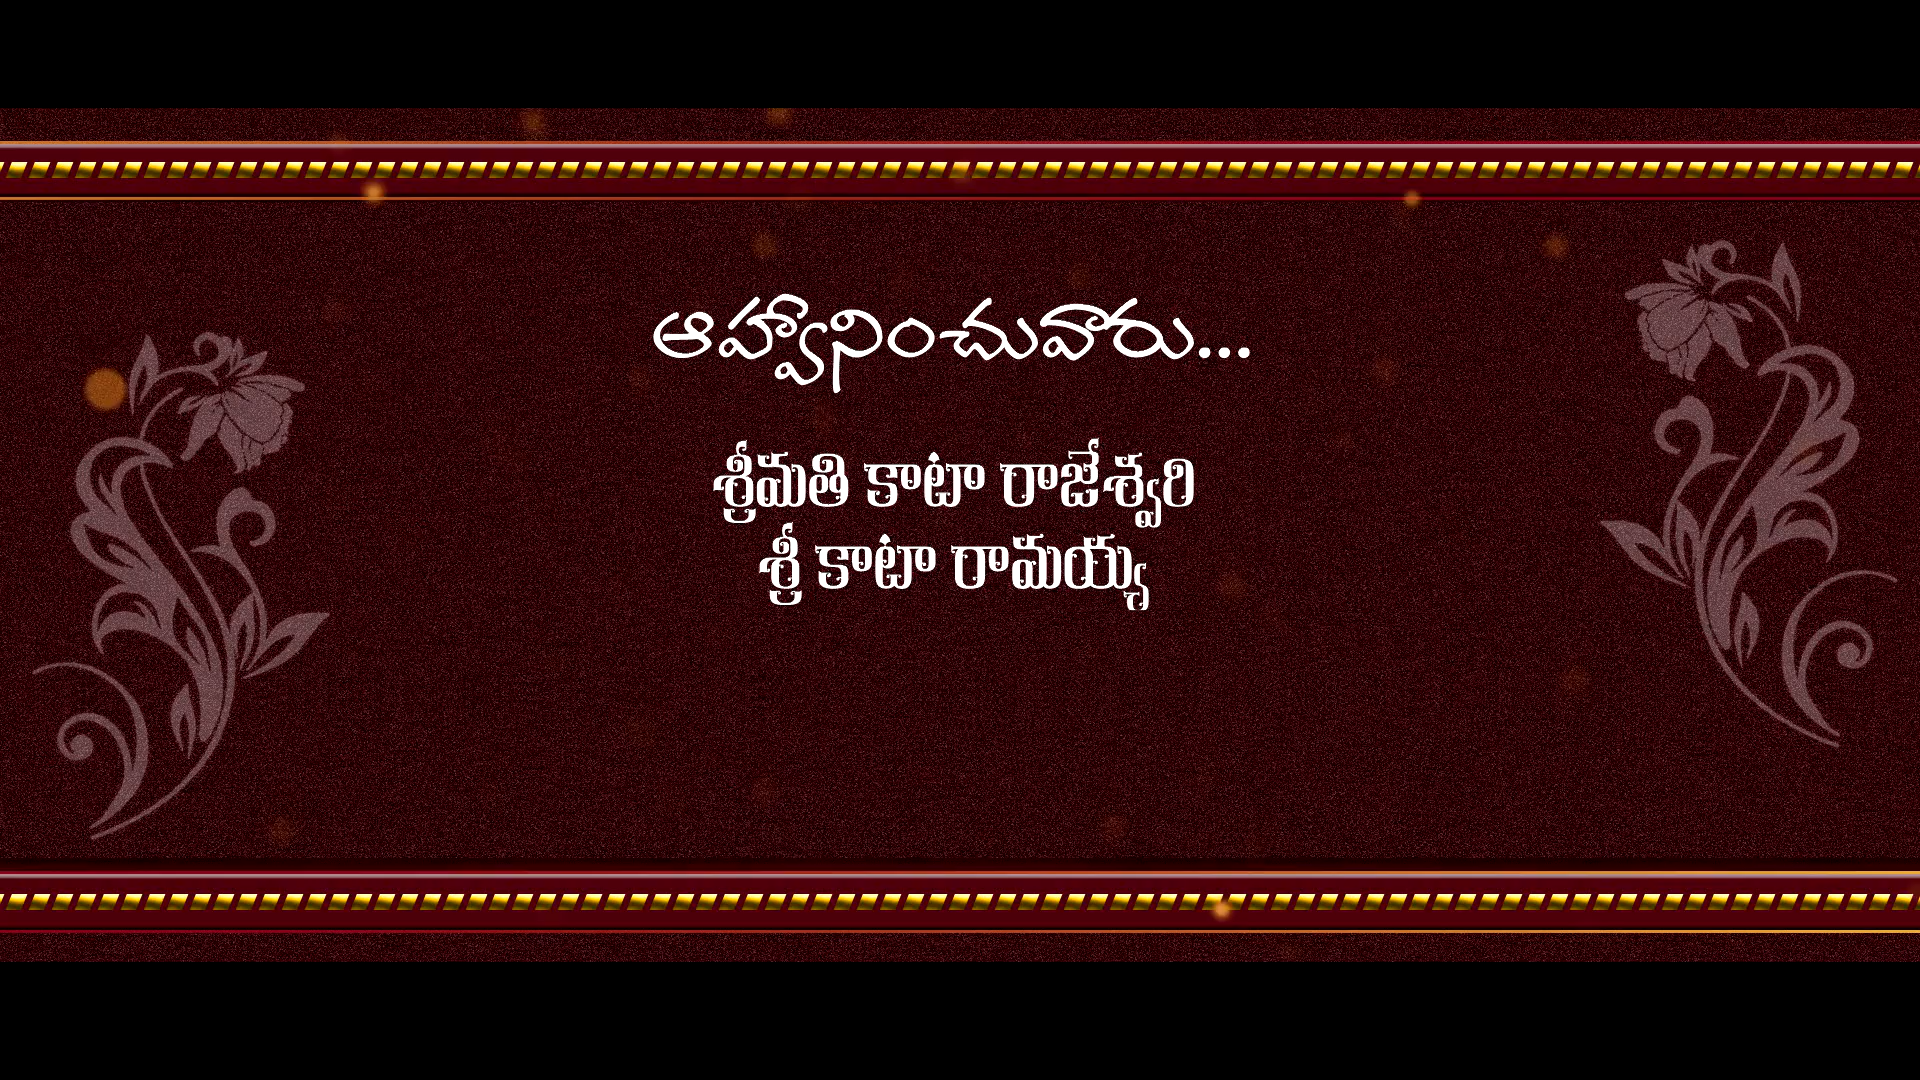 ఆహ్వానించువారు...
శ్రీమతి కాటా రాజేశ్వరి
శ్రీ కాటా రామయ్య